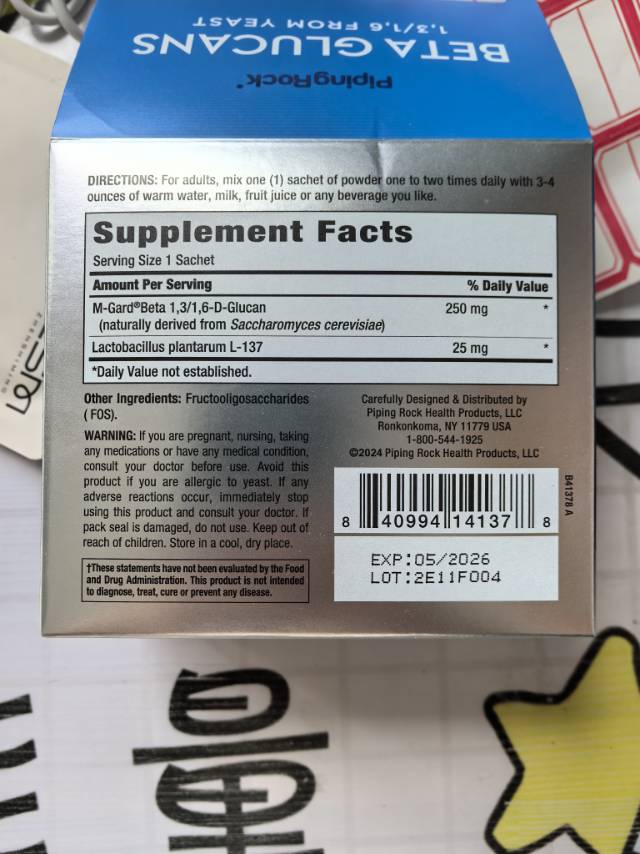 BETA GLUCANS
1,3/1,6 FROM YEAST
PipingRock®
DIRECTIONS: For adults, mix one (1) sachet of powder one to two times daily with 3-4
ounces of warm water, milk, fruit juice or any beverage you like.
Supplement Facts
Serving Size 1 Sachet
Amount Per Serving % Daily Value
M-Gard®Beta 1,3/1,6-D-Glucan 250 mg *
(naturally derived from Saccharomyces cerevisiae)
Lactobacillus plantarum L-137 25 mg *
*Daily Value not established.
Other Ingredients: Fructooligosaccharides
( FOS).
WARNING: If you are pregnant, nursing, taking
any medications or have any medical condition,
consult your doctor before use. Avoid this
product if you are allergic to yeast. If any
adverse reactions occur, immediately stop
using this product and consult your doctor. If
pack seal is damaged, do not use. Keep out of
reach of children. Store in a cool, dry place.
†These statements have not been evaluated by the Food
and Drug Administration. This product is not intended
to diagnose, treat, cure or prevent any disease.
Carefully Designed & Distributed by
Piping Rock Health Products, LLC
Ronkonkoma, NY 11779 USA
1-800-544-1925
©2024 Piping Rock Health Products, LLC
8 40994 14137 8
B41378 A
EXP:05/2026
LOT:2E11F004